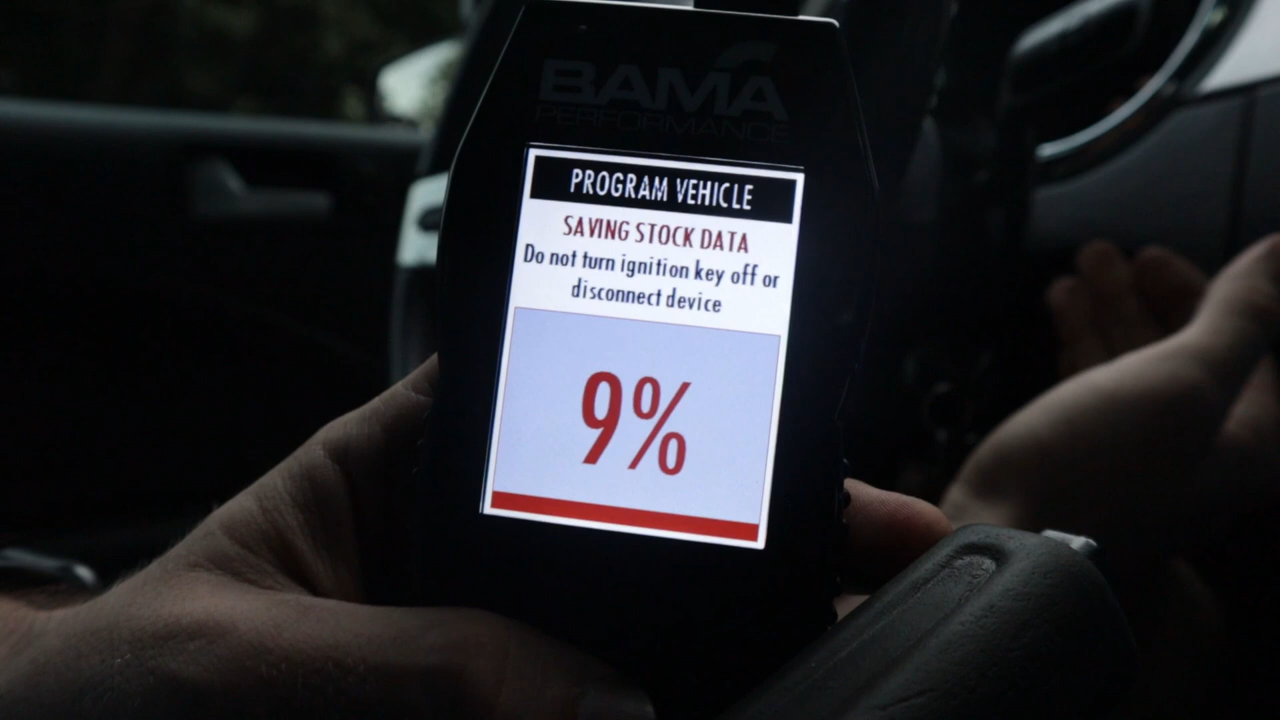 BAMA
PERFORMANCE
PROGRAM VEHICLE
SAVING STOCK DATA
Do not turn ignition key off or
disconnect device
9%